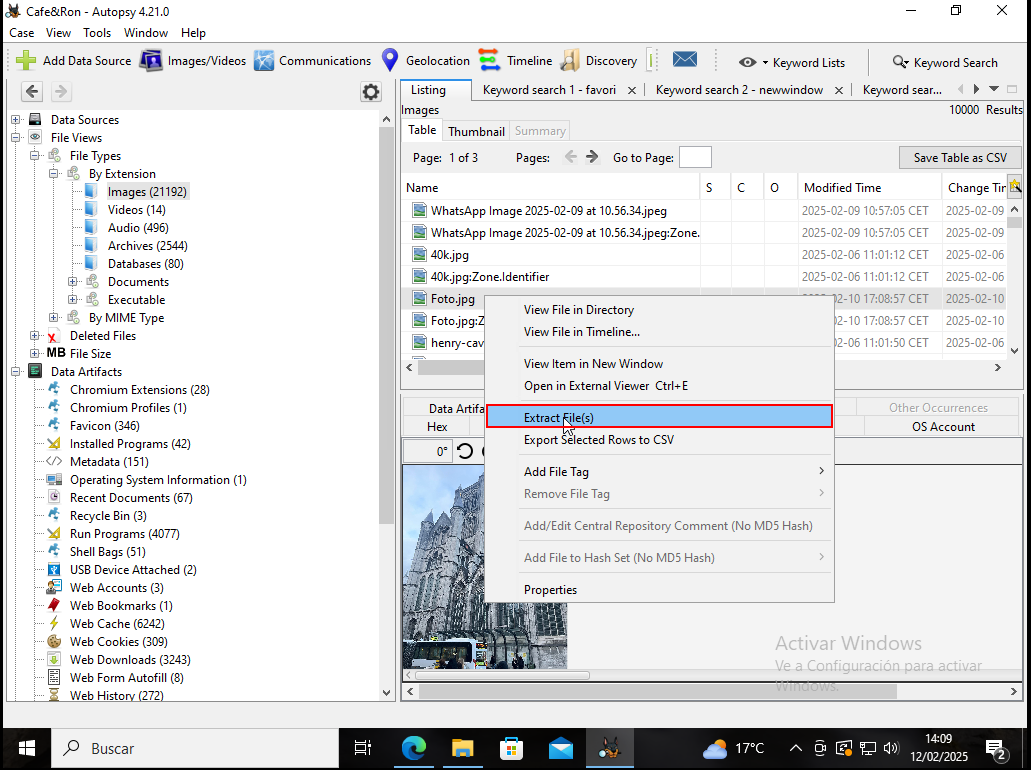 Cafe&Ron - Autopsy 4.21.0
Case View Tools Window Help
Add Data Source Images/Videos Communications Geolocation Timeline Discovery Keyword Lists Keyword Search
Listing Keyword search 1 - favori × Keyword search 2 - newwindow × Keyword sear...
Images 10000 Results
Table Thumbnail Summary
Page: 1 of 3 Pages: Go to Page: Save Table as CSV
Name S C O Modified Time Change Tir
WhatsApp Image 2025-02-09 at 10.56.34.jpeg 2025-02-09 10:57:05 CET 2025-02-09
WhatsApp Image 2025-02-09 at 10.56.34.jpeg:Zone. 2025-02-09 10:57:05 CET 2025-02-09
40k.jpg 2025-02-06 11:01:12 CET 2025-02-06
40k.jpg:Zone.Identifier 2025-02-06 11:01:12 CET 2025-02-06
Foto.jpg 02-10 17:08:57 CET 2025-02-10
Foto.jpg:Z 02-10 17:08:57 CET 2025-02-10
henry-cav 02-06 11:01:50 CET 2025-02-06
Data Sources
File Views
File Types
By Extension
Images (21192)
Videos (14)
Audio (496)
Archives (2544)
Databases (80)
Documents
Executable
By MIME Type
Deleted Files
MB File Size
Data Artifacts
Chromium Extensions (28)
Chromium Profiles (1)
Favicon (346)
Installed Programs (42)
Metadata (151)
Operating System Information (1)
Recent Documents (67)
Recycle Bin (3)
Run Programs (4077)
Shell Bags (51)
USB Device Attached (2)
Web Accounts (3)
Web Bookmarks (1)
Web Cache (6242)
Web Cookies (309)
Web Downloads (3243)
Web Form Autofill (8)
Web History (272)
View File in Directory
View File in Timeline...
View Item in New Window
Open in External Viewer Ctrl+E
Extract File(s)
Export Selected Rows to CSV
Add File Tag
Remove File Tag
Add/Edit Central Repository Comment (No MD5 Hash)
Add File to Hash Set (No MD5 Hash)
Properties
Data Artifa Other Occurrences
Hex OS Account
0°
Activar Windows
Ve a Configuración para activar
Windows.
Buscar
17°C
14:09
12/02/2025
2